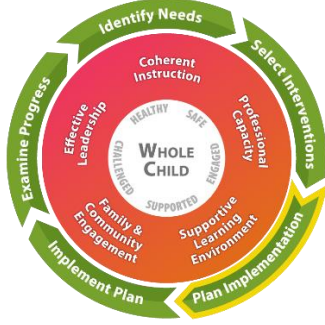 Identify Needs
Select Interventions
Plan Implementation
Implement Plan
Examine Progress
Coherent
Instruction
Professional
Capacity
Supportive
Learning
Environment
Family &
Community
Engagement
Effective
Leadership
HEALTHY
SAFE
ENGAGED
SUPPORTED
CHALLENGED
WHOLE
CHILD